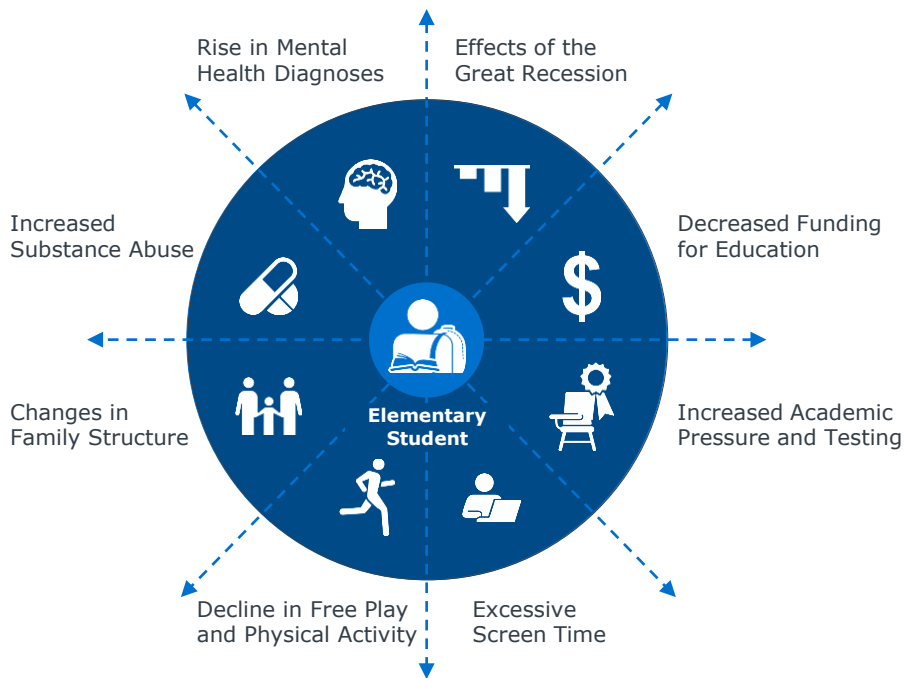 Rise in Mental
Health Diagnoses
Effects of the
Great Recession
Increased
Substance Abuse
Decreased Funding
for Education
$
Elementary
Student
Changes in
Family Structure
Increased Academic
Pressure and Testing
Decline in Free Play
and Physical Activity
Excessive
Screen Time